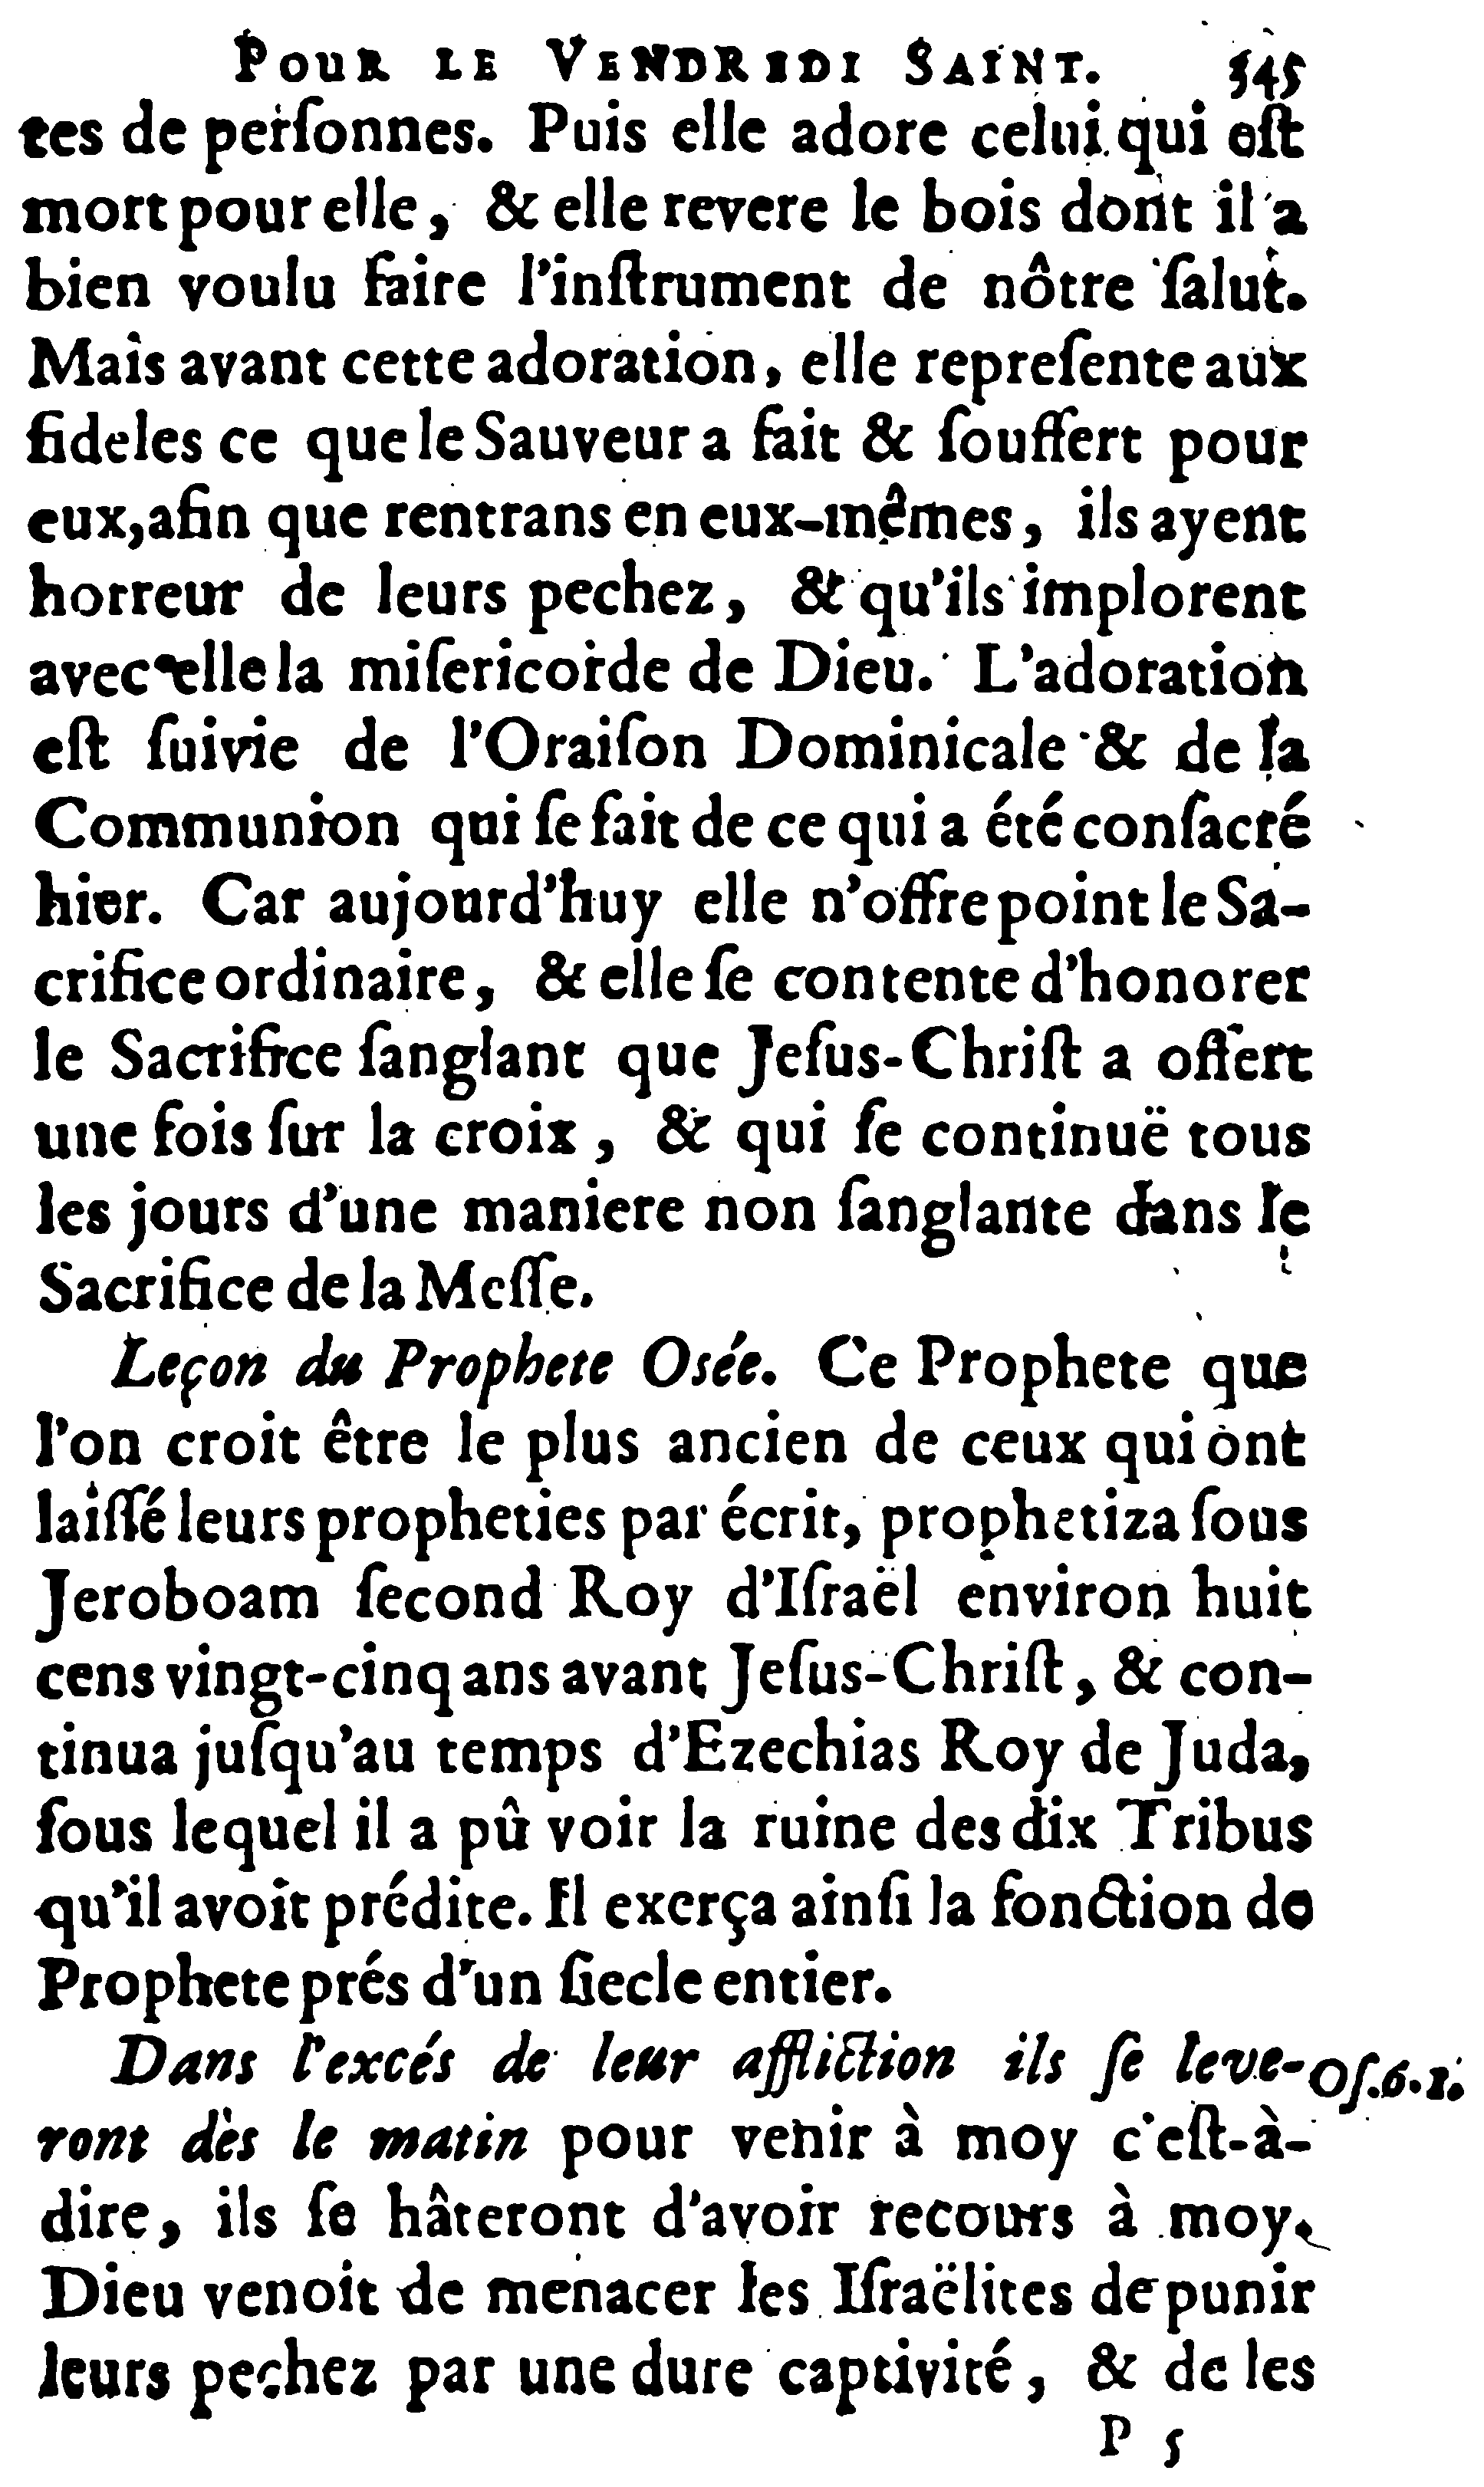 POUR LE VENDREDI SAINT. 345
tes de perſonnes. Puis elle adore celui qui eſt
mort pour elle, & elle revere le bois dont il a
bien voulu faire l'inſtrument de nôtre ſalut.
Mais avant cette adoration, elle repreſente aux
fideles ce que le Sauveur a fait & ſouffert pour
eux, afin que rentrans en eux-mêmes, ils ayent
horreur de leurs pechez, & qu'ils implorent
avec elle la miſericorde de Dieu. L'adoration
eſt ſuivie de l'Oraiſon Dominicale & de la
Communion qui ſe fait de ce qui a été conſacré
hier. Car aujourd'huy elle n'offre point le Sa-
crifice ordinaire, & elle ſe contente d'honorer
le Sacrifice ſanglant que Jeſus-Chriſt a offert
une fois ſur la croix, & qui ſe continuë tous
les jours d'une maniere non ſanglante dans le
Sacrifice de la Meſſe.
Leçon du Prophete Osée. Ce Prophete que
l'on croit être le plus ancien de ceux qui ont
laiſſé leurs propheties par écrit, prophetiza ſous
Jeroboam ſecond Roy d'Iſraël environ huit
cens vingt-cinq ans avant Jeſus-Chriſt, & con-
tinua juſqu'au temps d'Ezechias Roy de Juda,
ſous lequel il a pû voir la ruine des dix Tribus
qu'il avoit prédite. Il exerça ainſi la fonction de
Prophete prés d'un ſiecle entier.
Dans l'excés de leur affliction ils ſe leve- Oſ.6.1.
ront dès le matin pour venir à moy c'eſt-à-
dire, ils ſe hâteront d'avoir recours à moy.
Dieu venoit de menacer les Iſraëlites de punir
leurs pechez par une dure captivité, & de les
P 5